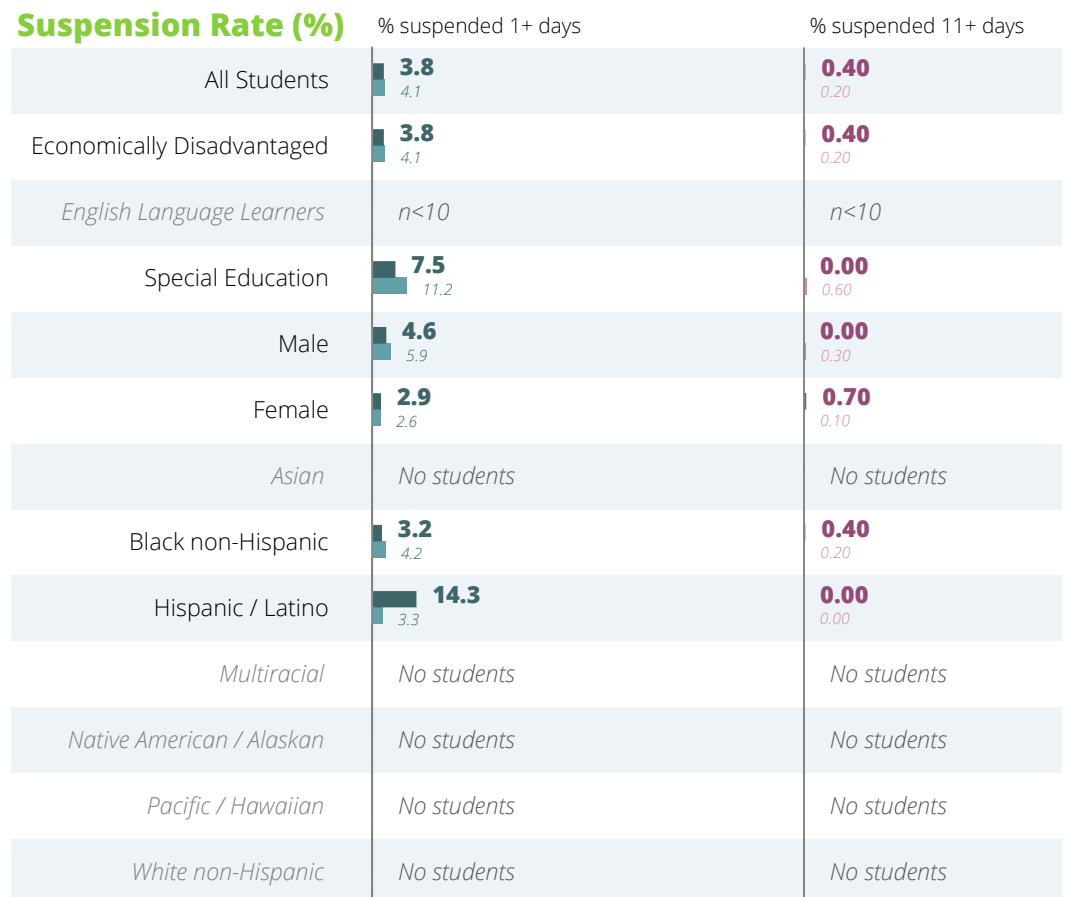 Suspension Rate (%) % suspended 1+ days % suspended 11+ days
All Students 3.8 0.40
4.1 0.20
Economically Disadvantaged 3.8 0.40
4.1 0.20
English Language Learners n<10 n<10
Special Education 7.5 0.00
11.2 0.60
Male 4.6 0.00
5.9 0.30
Female 2.9 0.70
2.6 0.10
Asian No students No students
Black non-Hispanic 3.2 0.40
4.2 0.20
Hispanic / Latino 14.3 0.00
3.3 0.00
Multiracial No students No students
Native American / Alaskan No students No students
Pacific / Hawaiian No students No students
White non-Hispanic No students No students